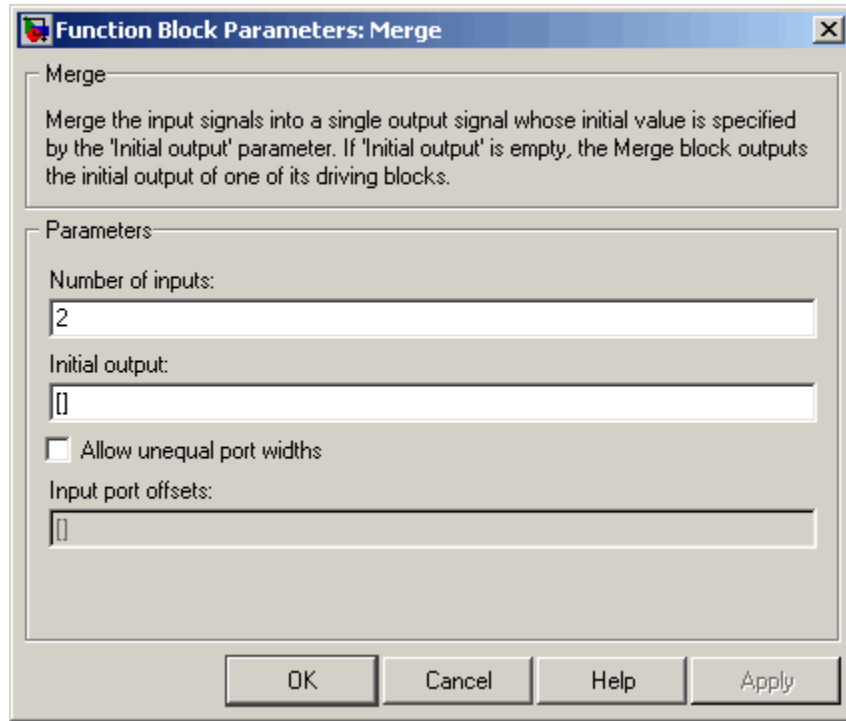 Function Block Parameters: Merge
Merge
Merge the input signals into a single output signal whose initial value is specified
by the 'Initial output' parameter. If 'Initial output' is empty, the Merge block outputs
the initial output of one of its driving blocks.
Parameters
Number of inputs:
2
Initial output:
[]
Allow unequal port widths
Input port offsets:
[]
OK Cancel Help Apply